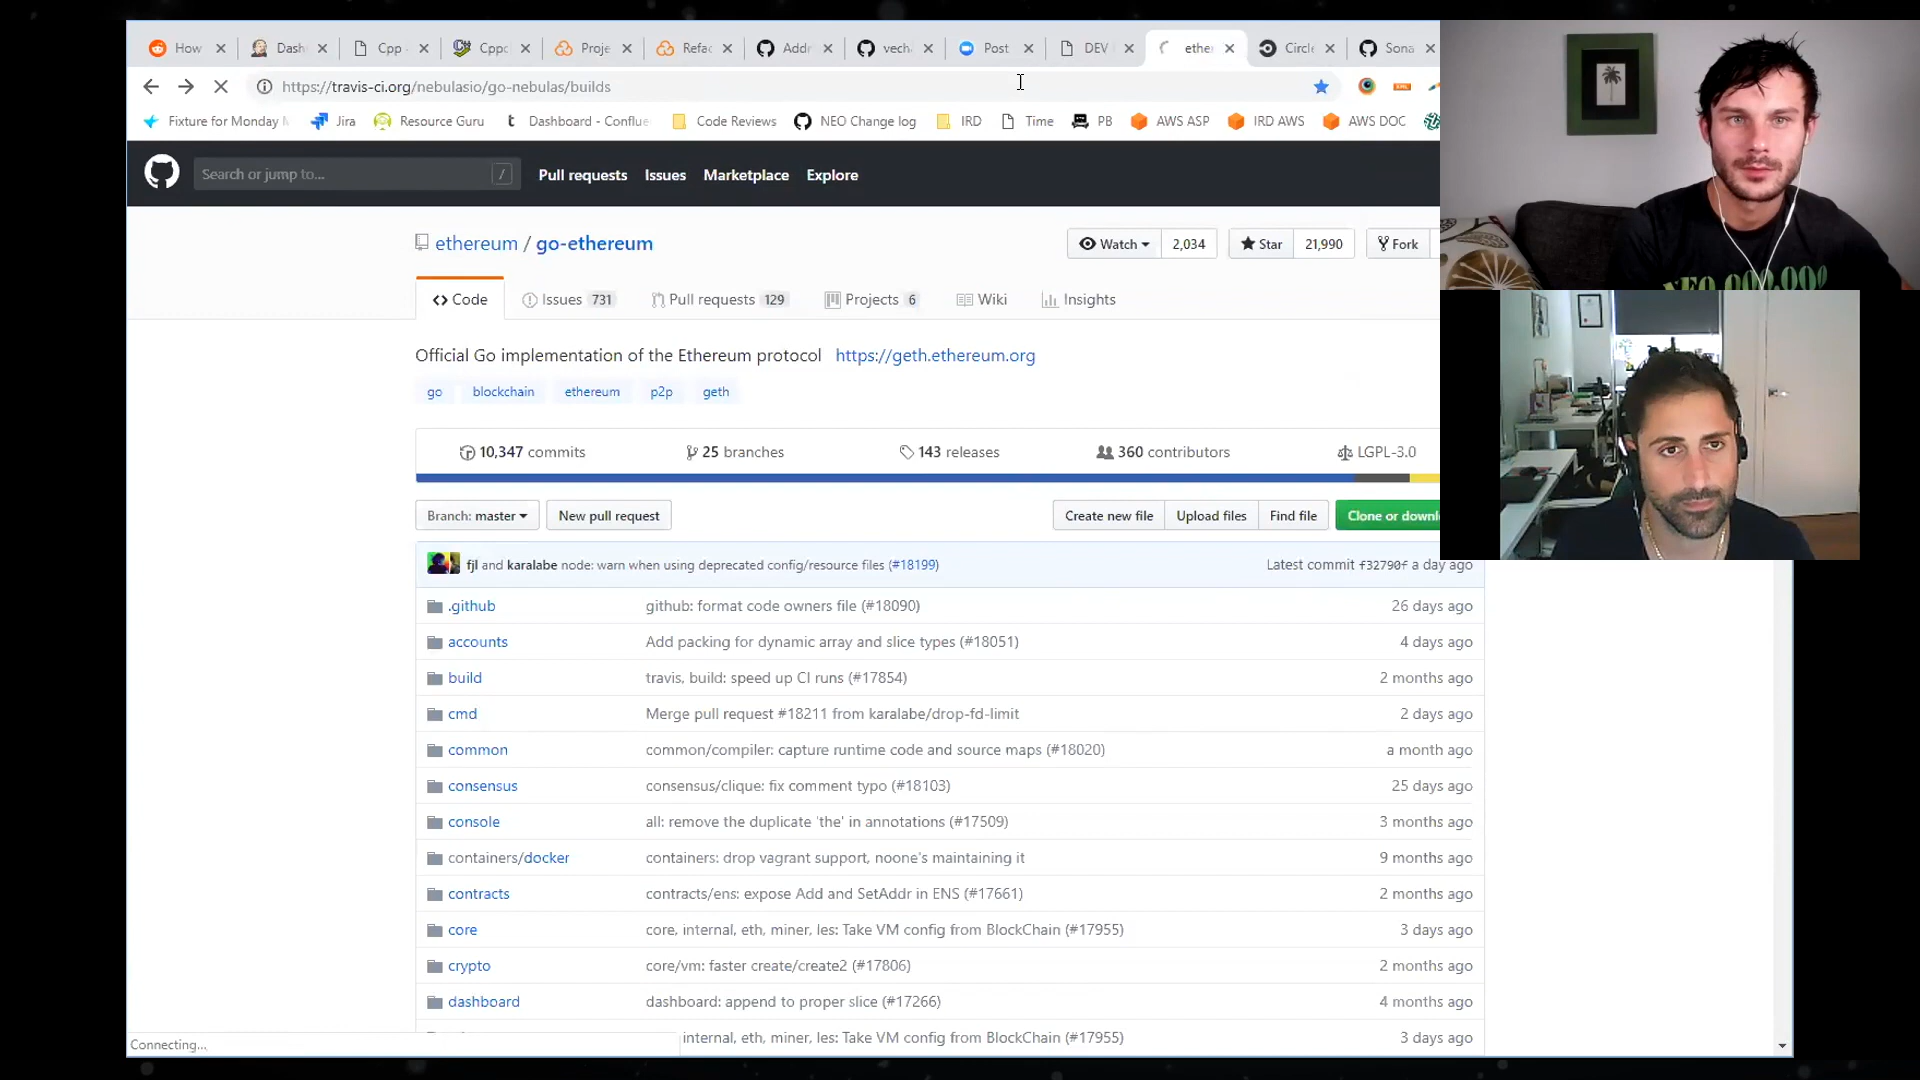 How
Dash
Cpp
Cppc
Proje
Refac
Addr
vech
Post
DEV
ether
Circle
Sona
https://travis-ci.org/nebulasio/go-nebulas/builds
Fixture for Monday
Jira
Resource Guru
Dashboard - Conflue
Code Reviews
NEO Change log
IRD
Time
PB
AWS ASP
IRD AWS
AWS DOC
Search or jump to...
/
Pull requests
Issues
Marketplace
Explore
ethereum / go-ethereum
Watch 2,034
Star 21,990
Fork
Code
Issues 731
Pull requests 129
Projects 6
Wiki
Insights
Official Go implementation of the Ethereum protocol https://geth.ethereum.org
go blockchain ethereum p2p geth
10,347 commits
25 branches
143 releases
360 contributors
LGPL-3.0
Branch: master
New pull request
Create new file
Upload files
Find file
Clone or downl
fjl and karalabe node: warn when using deprecated config/resource files (#18199)
Latest commit f32790f a day ago
.github github: format code owners file (#18090) 26 days ago
accounts Add packing for dynamic array and slice types (#18051) 4 days ago
build travis, build: speed up CI runs (#17854) 2 months ago
cmd Merge pull request #18211 from karalabe/drop-fd-limit 2 days ago
common common/compiler: capture runtime code and source maps (#18020) a month ago
consensus consensus/clique: fix comment typo (#18103) 25 days ago
console all: remove the duplicate 'the' in annotations (#17509) 3 months ago
containers/docker containers: drop vagrant support, noone's maintaining it 9 months ago
contracts contracts/ens: expose Add and SetAddr in ENS (#17661) 2 months ago
core core, internal, eth, miner, les: Take VM config from BlockChain (#17955) 3 days ago
crypto core/vm: faster create/create2 (#17806) 2 months ago
dashboard dashboard: append to proper slice (#17266) 4 months ago
internal, eth, miner, les: Take VM config from BlockChain (#17955) 3 days ago
Connecting...